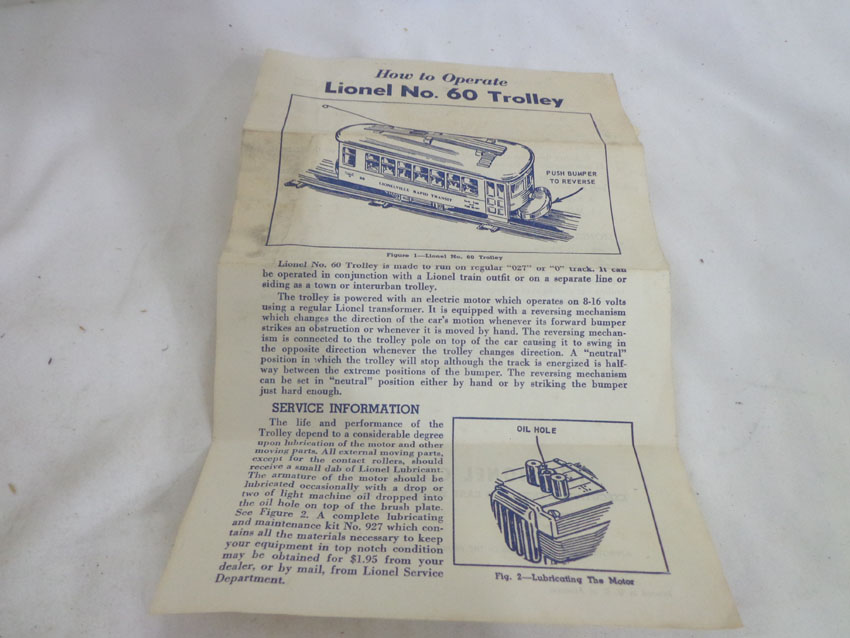 How to Operate
Lionel No. 60 Trolley
PUSH BUMPER
TO REVERSE
LIONELVILLE RAPID TRANSIT
Figure 1—Lionel No. 60 Trolley
Lionel No. 60 Trolley is made to run on regular "027" or "0" track. It can
be operated in conjunction with a Lionel train outfit or on a separate line or
siding as a town or interurban trolley.
The trolley is powered with an electric motor which operates on 8-16 volts
using a regular Lionel transformer. It is equipped with a reversing mechanism
which changes the direction of the car's motion whenever its forward bumper
strikes an obstruction or whenever it is moved by hand. The reversing mechan-
ism is connected to the trolley pole on top of the car causing it to swing in
the opposite direction whenever the trolley changes direction. A "neutral"
position in which the trolley will stop although the track is energized is half-
way between the extreme positions of the bumper. The reversing mechanism
can be set in "neutral" position either by hand or by striking the bumper
just hard enough.
SERVICE INFORMATION
The life and performance of the
Trolley depend to a considerable degree
upon lubrication of the motor and other
moving parts. All external moving parts,
except for the contact rollers, should
receive a small dab of Lionel Lubricant.
The armature of the motor should be
lubricated occasionally with a drop or
two of light machine oil dropped into
the oil hole on top of the brush plate.
See Figure 2. A complete lubricating
and maintenance kit No. 927 which con-
tains all the materials necessary to keep
your equipment in top notch condition
may be obtained for $1.95 from your
dealer, or by mail, from Lionel Service
Department.
OIL HOLE
Fig. 2—Lubricating The Motor